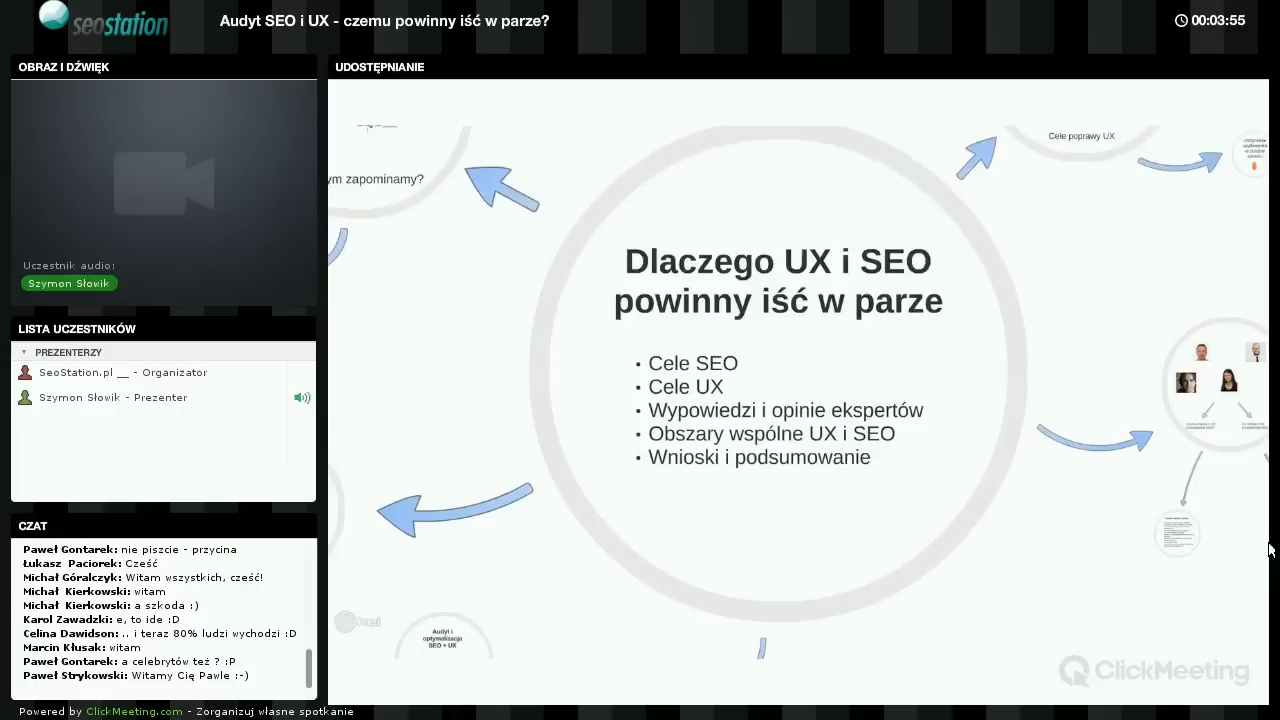 seostation
Audyt SEO i UX - czemu powinny iść w parze?
00:03:55
OBRAZ I DŹWIĘK
Uczestnik audio:
Szymon Słowik
LISTA UCZESTNIKÓW
PREZENTERZY
SeoStation.pl __ - Organizator
Szymon Słowik - Prezenter
CZAT
Paweł Gontarek: nie piszcie - przycina
Łukasz Paciorek: Cześć
Michał Góralczyk: Witam wszystkich, cześć!
Michał Kierkowski: witam
Michał Kierkowski: a szkoda :)
Karol Zawadzki: e, to ide :D
Celina Dawidson: .. i teraz 80% ludzi wychodzi :D
Marcin Kłusak: witam
Paweł Gontarek: a celebrytów też ? :P
Paweł Strykowski: Witamy Cię Pawle :-)
Powered by ClickMeeting.com - Zorganizuj własne spotkanie
UDOSTĘPNIANIE
ym zapominamy?
Cele poprawy UX
Dlaczego UX i SEO
powinny iść w parze
• Cele SEO
• Cele UX
• Wypowiedzi i opinie ekspertów
• Obszary wspólne UX i SEO
• Wnioski i podsumowanie
Prezi
Audyt i
optymalizacja
SEO + UX
ClickMeeting